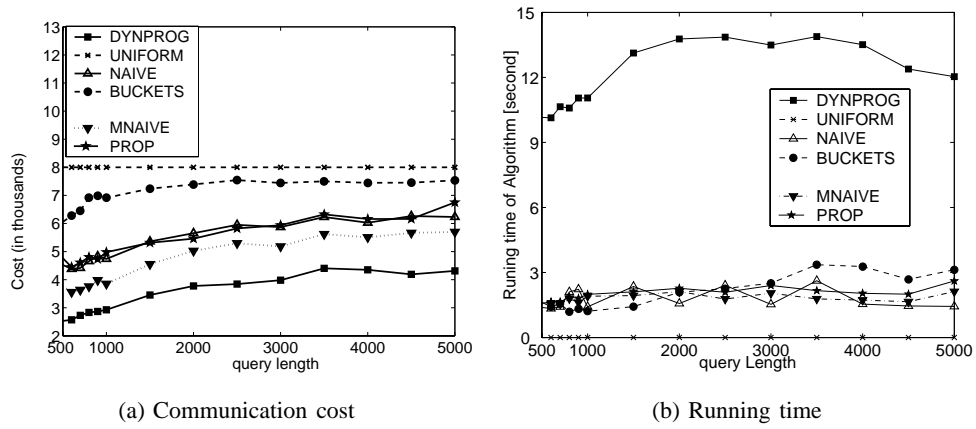 13
12
11
10
9
8
7
6
5
4
3
2
Cost (in thousands)
DYNPROG
UNIFORM
NAIVE
BUCKETS
MNAIVE
PROP
500 1000 2000 3000 4000 5000
query length
(a) Communication cost
15
12
9
6
3
0
Runing time of Algorithm [second]
DYNPROG
UNIFORM
NAIVE
BUCKETS
MNAIVE
PROP
500 1000 2000 3000 4000 5000
query Length
(b) Running time